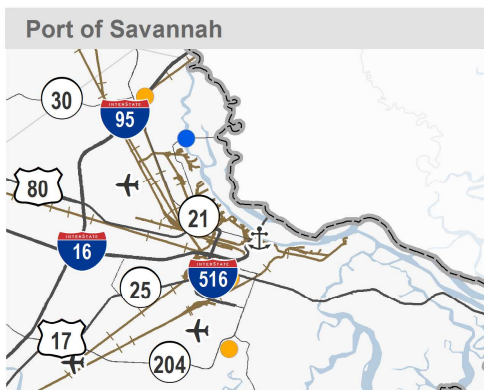 Port of Savannah
30
INTERSTATE
95
80
21
INTERSTATE
16
INTERSTATE
516
25
17
204